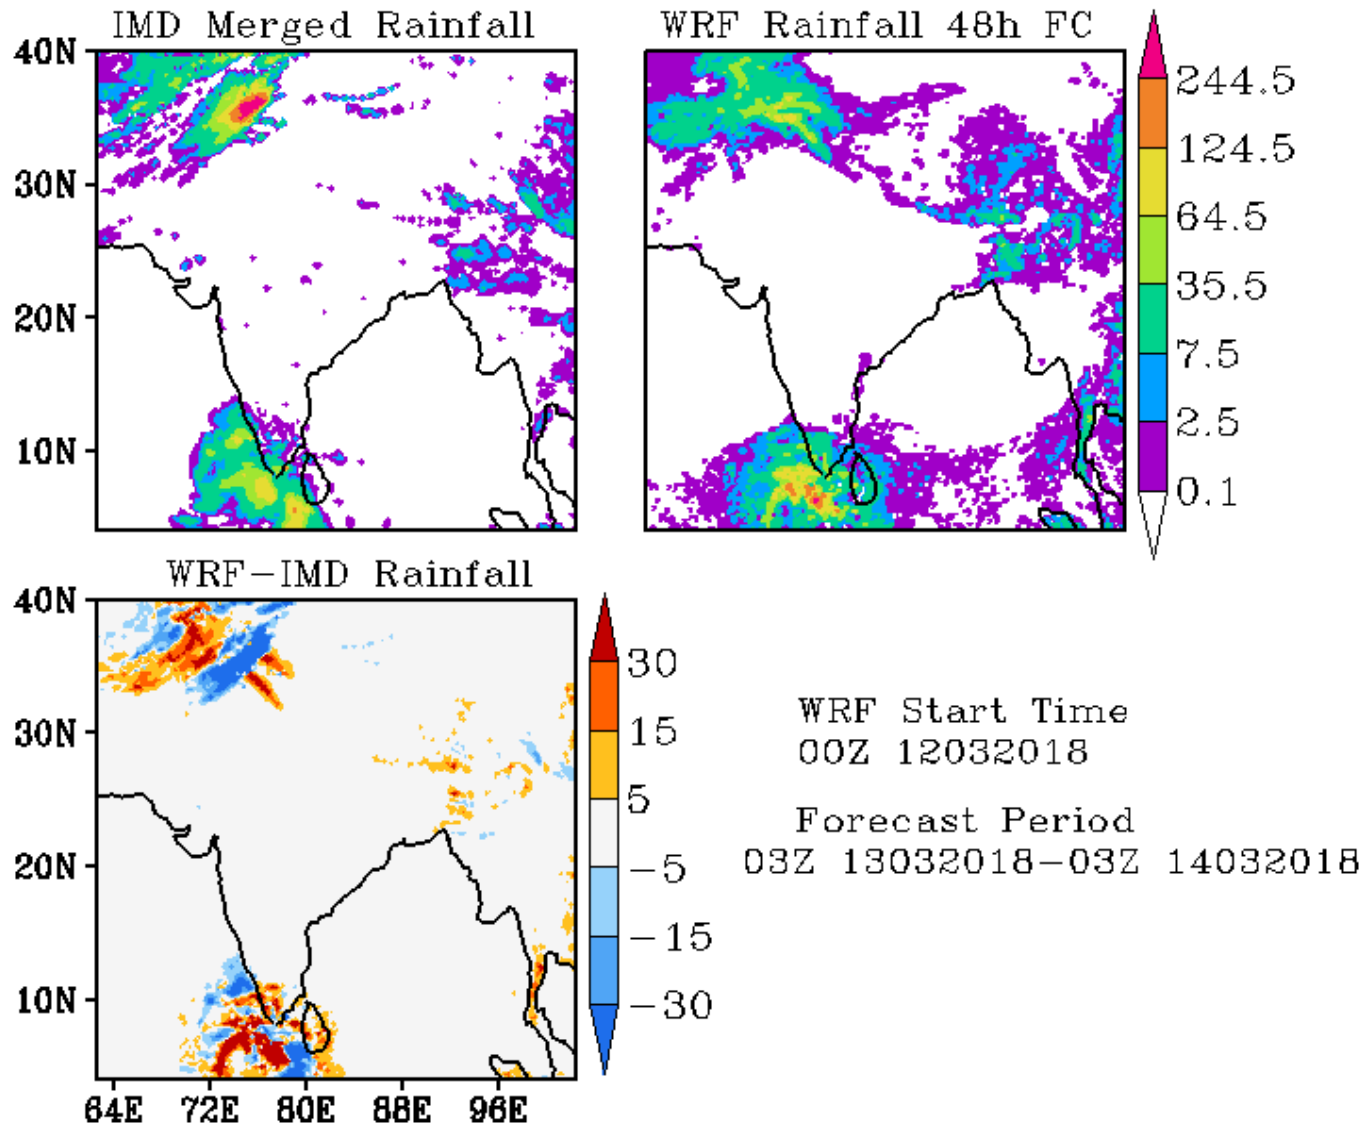 IMD Merged Rainfall
WRF Rainfall 48h FC
40N
30N
20N
10N
244.5
124.5
64.5
35.5
7.5
2.5
0.1
WRF-IMD Rainfall
40N
30N
20N
10N
64E 72E 80E 88E 96E
30
15
5
-5
-15
-30
WRF Start Time
00Z 12032018
Forecast Period
03Z 13032018-03Z 14032018